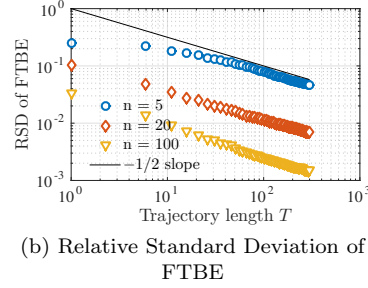 10^0
10^-1
10^-2
10^-3
RSD of FTBE
n = 5
n = 20
n = 100
−1/2 slope
10^0 10^1 10^2 10^3
Trajectory length T
(b) Relative Standard Deviation of
FTBE